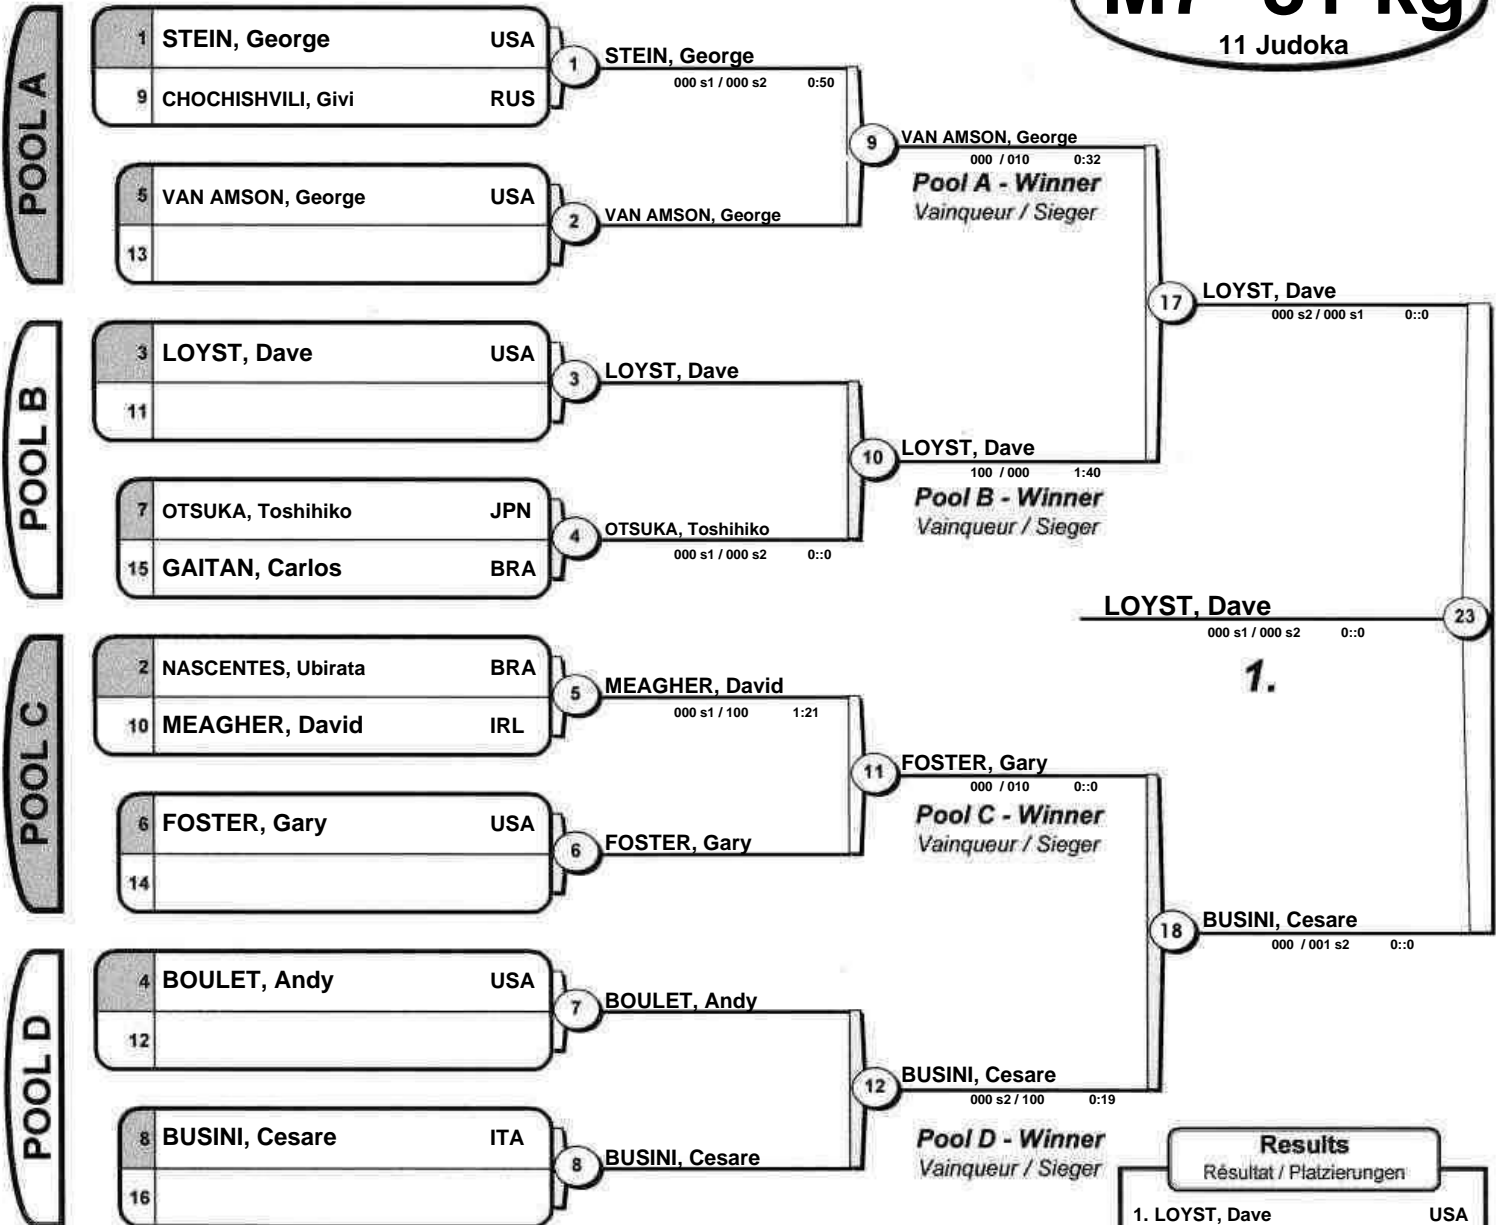 M7 -81 kg
11 Judoka
POOL A
1 STEIN, George USA
9 CHOCHISHVILI, Givi RUS
1
STEIN, George
000 s1 / 000 s2 0:50
5 VAN AMSON, George USA
13
2
VAN AMSON, George
9
VAN AMSON, George
000 / 010 0:32
Pool A - Winner
Vainqueur / Sieger
POOL B
3 LOYST, Dave USA
11
3
LOYST, Dave
7 OTSUKA, Toshihiko JPN
15 GAITAN, Carlos BRA
4
OTSUKA, Toshihiko
000 s1 / 000 s2 0::0
10
LOYST, Dave
100 / 000 1:40
Pool B - Winner
Vainqueur / Sieger
17
LOYST, Dave
000 s2 / 000 s1 0::0
LOYST, Dave
23
000 s1 / 000 s2 0::0
1.
POOL C
2 NASCENTES, Ubirata BRA
10 MEAGHER, David IRL
5
MEAGHER, David
000 s1 / 100 1:21
6 FOSTER, Gary USA
14
6
FOSTER, Gary
11
FOSTER, Gary
000 / 010 0::0
Pool C - Winner
Vainqueur / Sieger
POOL D
4 BOULET, Andy USA
12
7
BOULET, Andy
8 BUSINI, Cesare ITA
16
8
BUSINI, Cesare
12
BUSINI, Cesare
000 s2 / 100 0:19
Pool D - Winner
Vainqueur / Sieger
18
BUSINI, Cesare
000 / 001 s2 0::0
Results
Résultat / Platzierungen
1. LOYST, Dave USA